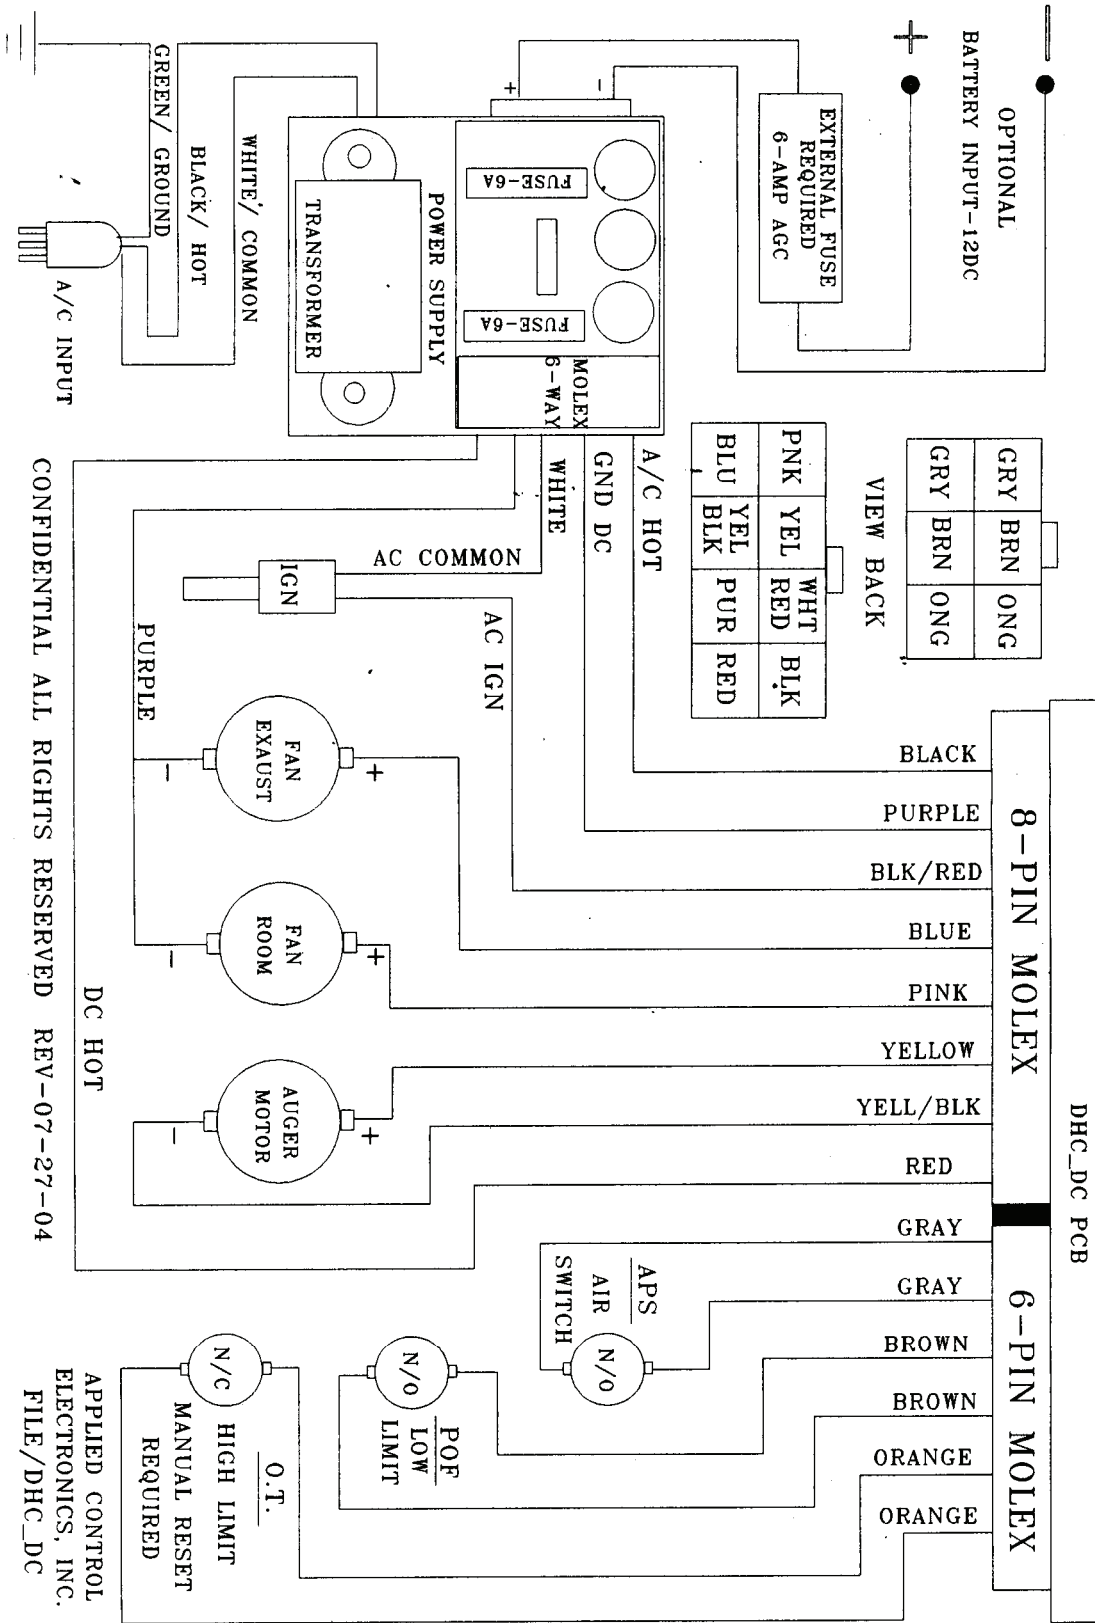 OPTIONAL
BATTERY INPUT-12DC
−
+
EXTERNAL FUSE
REQUIRED
6-AMP AGC
+
-
FUSE-6A
FUSE-6A
POWER SUPPLY
TRANSFORMER
MOLEX
6-WAY
WHITE/ COMMON
BLACK/ HOT
GREEN/ GROUND
A/C INPUT
GRY BRN ONG
GRY BRN ONG
VIEW BACK
PNK YEL WHT RED BLK
BLU YEL BLK PUR RED
A/C HOT
GND DC
WHITE
AC COMMON
AC IGN
IGN
PURPLE
DC HOT
FAN
EXAUST
+
-
FAN
ROOM
+
-
AUGER
MOTOR
+
-
DHC_DC PCB
8-PIN MOLEX
6-PIN MOLEX
BLACK
PURPLE
BLK/RED
BLUE
PINK
YELLOW
YELL/BLK
RED
GRAY
GRAY
BROWN
BROWN
ORANGE
ORANGE
APS
AIR
SWITCH
N/O
POF
LOW
LIMIT
N/O
O.T.
HIGH LIMIT
MANUAL RESET
REQUIRED
N/C
CONFIDENTIAL ALL RIGHTS RESERVED REV-07-27-04
APPLIED CONTROL
ELECTRONICS, INC.
FILE/DHC_DC